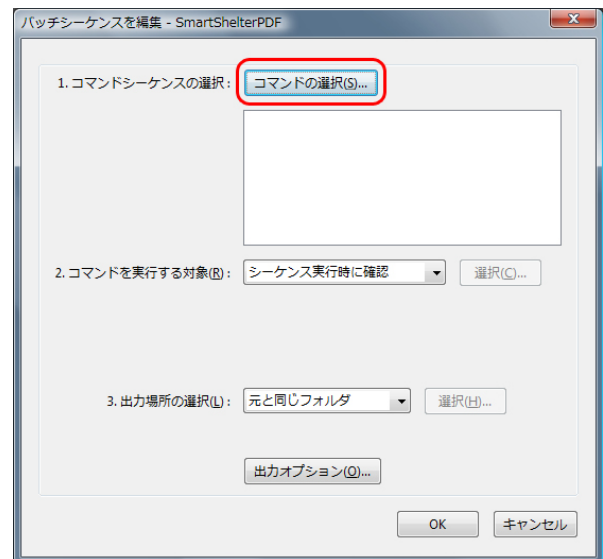 バッチシーケンスを編集 - SmartShelterPDF
1. コマンドシーケンスの選択 : コマンドの選択(S)...
2. コマンドを実行する対象(R) : シーケンス実行時に確認 選択(C)...
3. 出力場所の選択(L) : 元と同じフォルダ 選択(H)...
出力オプション(O)...
OK キャンセル